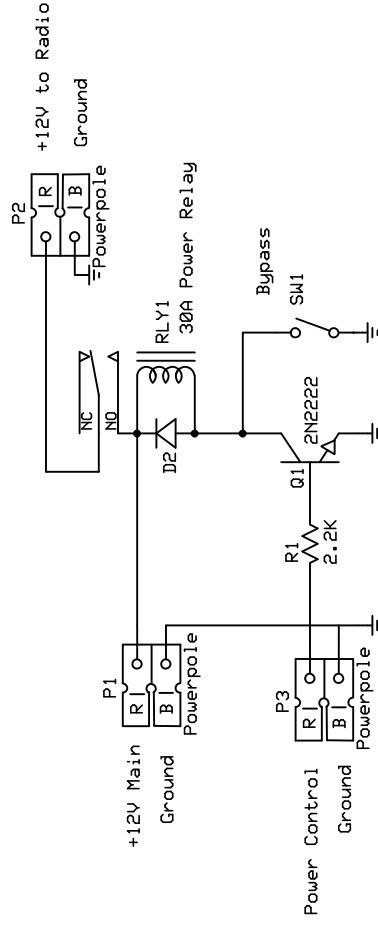 +12V Main
Ground
P1
R
B
Powerpole
Power Control
Ground
P3
R
B
Powerpole
R1
2.2K
Q1
2N2222
D2
NC
NO
RLY1
30A Power Relay
Bypass
SW1
P2
R
B
Powerpole
+12V to Radio
Ground